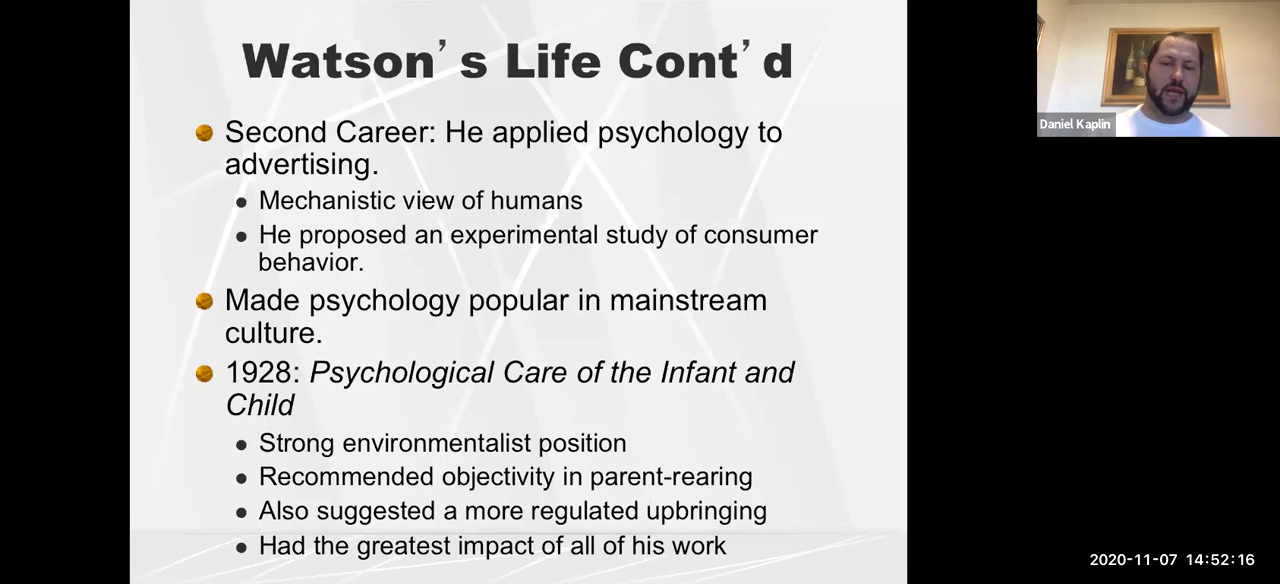 Watson’s Life Cont’d
Second Career: He applied psychology to
advertising.
Mechanistic view of humans
He proposed an experimental study of consumer
behavior.
Made psychology popular in mainstream
culture.
1928: Psychological Care of the Infant and
Child
Strong environmentalist position
Recommended objectivity in parent-rearing
Also suggested a more regulated upbringing
Had the greatest impact of all of his work
Daniel Kaplin
2020-11-07 14:52:16